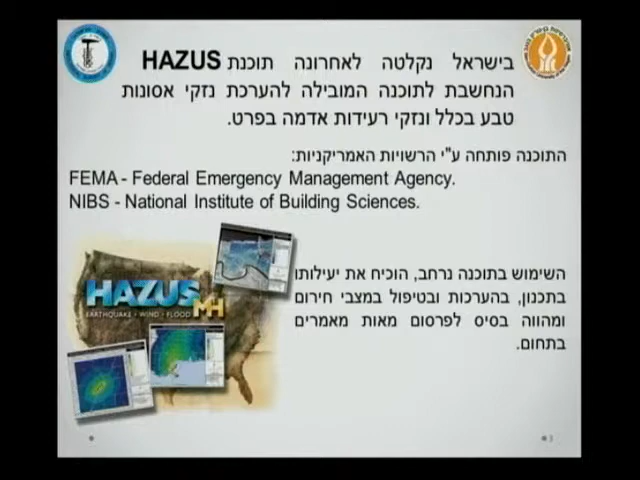 בישראל נקלטה לאחרונה תוכנת HAZUS
הנחשבת לתוכנה המובילה להערכת נזקי אסונות
טבע בכלל ונזקי רעידות אדמה בפרט.
התוכנה פותחה ע"י הרשויות האמריקניות:
FEMA - Federal Emergency Management Agency.
NIBS - National Institute of Building Sciences.
השימוש בתוכנה נרחב, הוכיח את יעילותו
בתכנון, בהערכות ובטיפול במצבי חירום
ומהווה בסיס לפרסום מאות מאמרים
בתחום.
HAZUS
MH
EARTHQUAKE • WIND • FLOOD
3